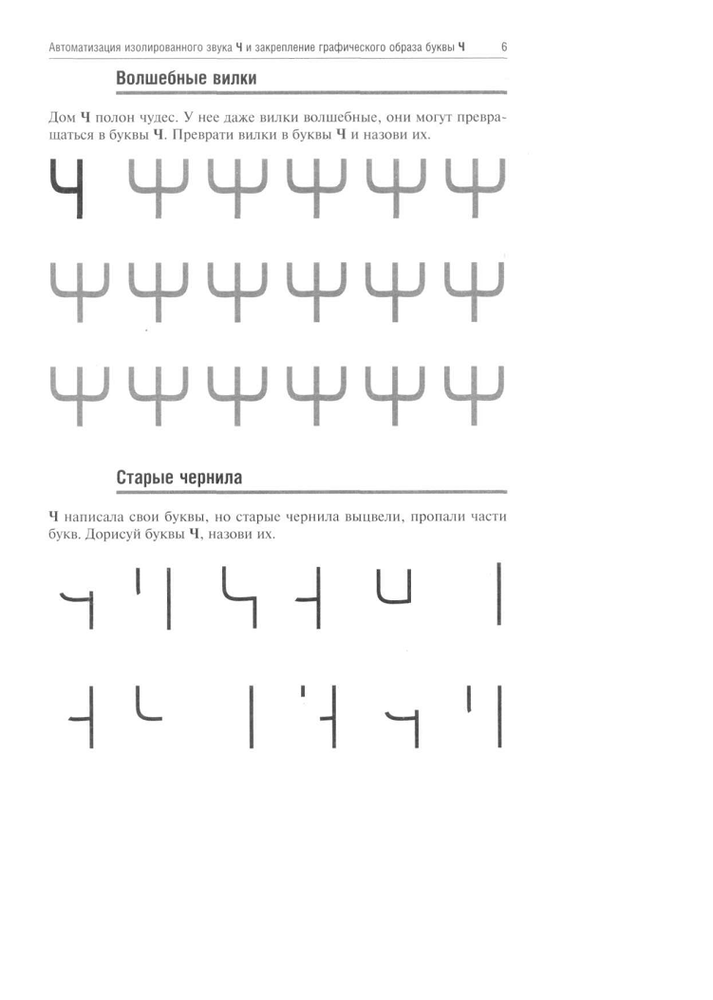 Автоматизация изолированного звука Ч и закрепление графического образа буквы Ч 6
Волшебные вилки
Дом Ч полон чудес. У нее даже вилки волшебные, они могут превра-
щаться в буквы Ч. Преврати вилки в буквы Ч и назови их.
Ч
Старые чернила
Ч написала свои буквы, но старые чернила выцвели, пропали части
букв. Дорисуй буквы Ч, назови их.